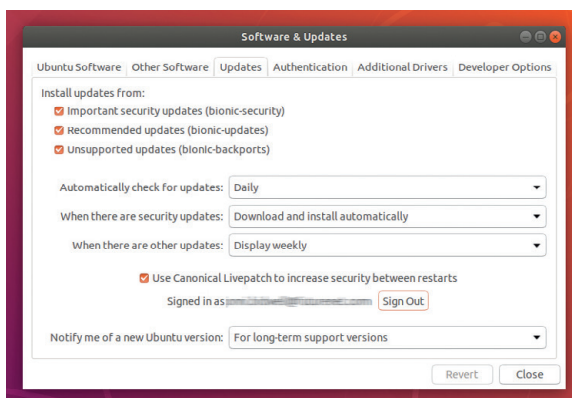 Software & Updates
Ubuntu Software Other Software Updates Authentication Additional Drivers Developer Options
Install updates from:
Important security updates (bionic-security)
Recommended updates (bionic-updates)
Unsupported updates (bionic-backports)
Automatically check for updates: Daily
When there are security updates: Download and install automatically
When there are other updates: Display weekly
Use Canonical Livepatch to increase security between restarts
Signed in as Sign Out
Notify me of a new Ubuntu version: For long-term support versions
Revert Close